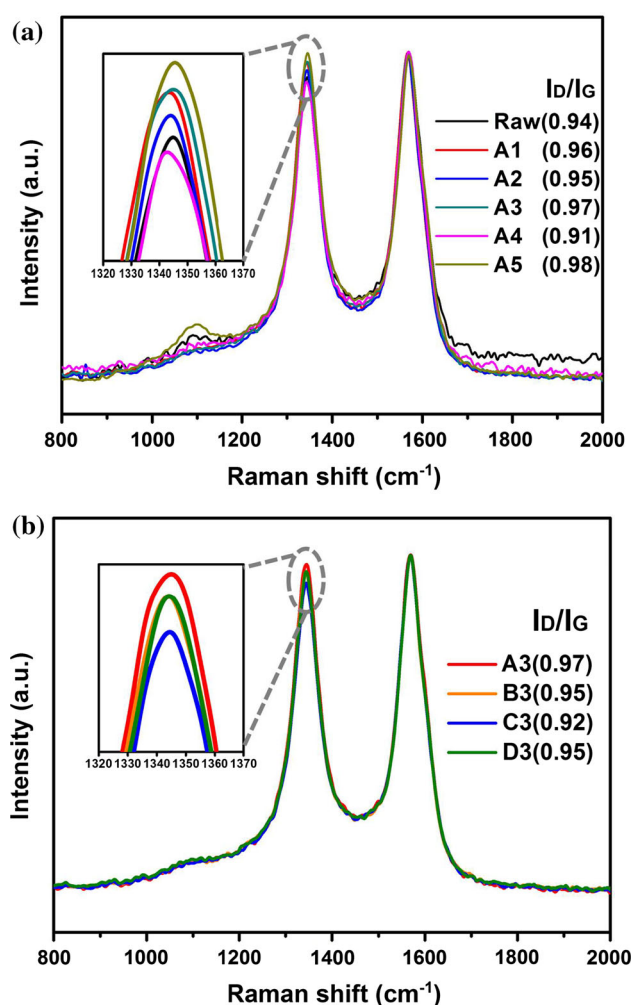 (a)
Intensity (a.u.)
1320 1330 1340 1350 1360 1370
ID/IG
Raw(0.94)
A1 (0.96)
A2 (0.95)
A3 (0.97)
A4 (0.91)
A5 (0.98)
800 1000 1200 1400 1600 1800 2000
Raman shift (cm-1)
(b)
Intensity (a.u.)
1320 1330 1340 1350 1360 1370
ID/IG
A3(0.97)
B3(0.95)
C3(0.92)
D3(0.95)
800 1000 1200 1400 1600 1800 2000
Raman shift (cm-1)